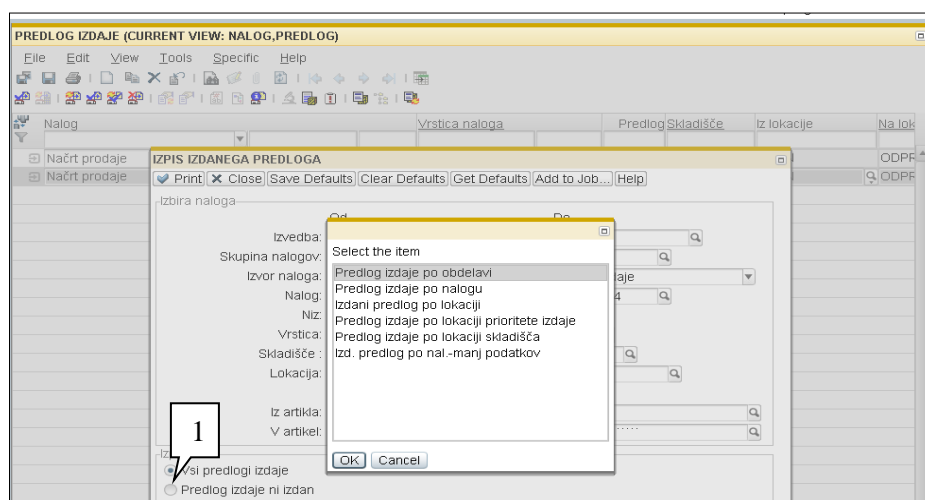 PREDLOG IZDAJE (CURRENT VIEW: NALOG,PREDLOG)
File Edit View Tools Specific Help
Nalog Vrstica naloga Predlog Skladišče Iz lokacije Na lok
Načrt prodaje ODPR
Načrt prodaje ODPR
IZPIS IZDANEGA PREDLOGA
Print Close Save Defaults Clear Defaults Get Defaults Add to Job... Help
Izbira naloga
Od Do
Izvedba:
Skupina nalogov:
Izvor naloga: aje
Nalog: 4
Niz:
Vrstica:
Skladišče :
Lokacija:
Iz artikla:
V artikel:
Select the item
Predlog izdaje po obdelavi
Predlog izdaje po nalogu
Izdani predlog po lokaciji
Predlog izdaje po lokaciji prioritete izdaje
Predlog izdaje po lokaciji skladišča
Izd. predlog po nal.-manj podatkov
OK Cancel
1
Vsi predlogi izdaje
Predlog izdaje ni izdan